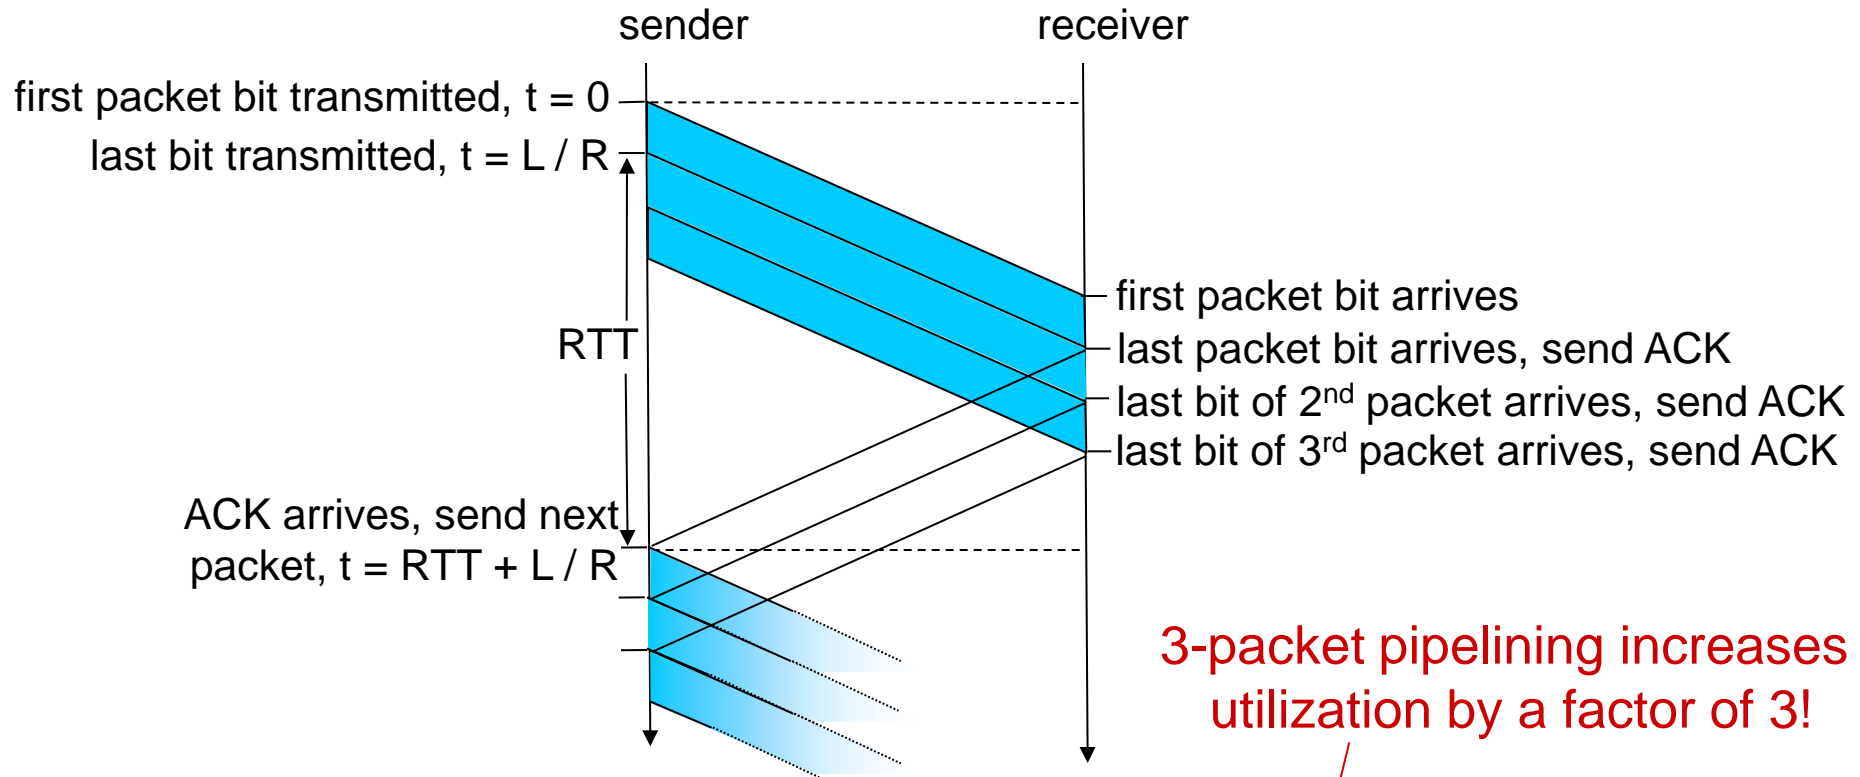 sender
receiver
first packet bit transmitted, t = 0
last bit transmitted, t = L / R
first packet bit arrives
RTT
last packet bit arrives, send ACK
last bit of 2nd packet arrives, send ACK
last bit of 3rd packet arrives, send ACK
ACK arrives, send next
packet, t = RTT + L / R
3-packet pipelining increases
utilization by a factor of 3!